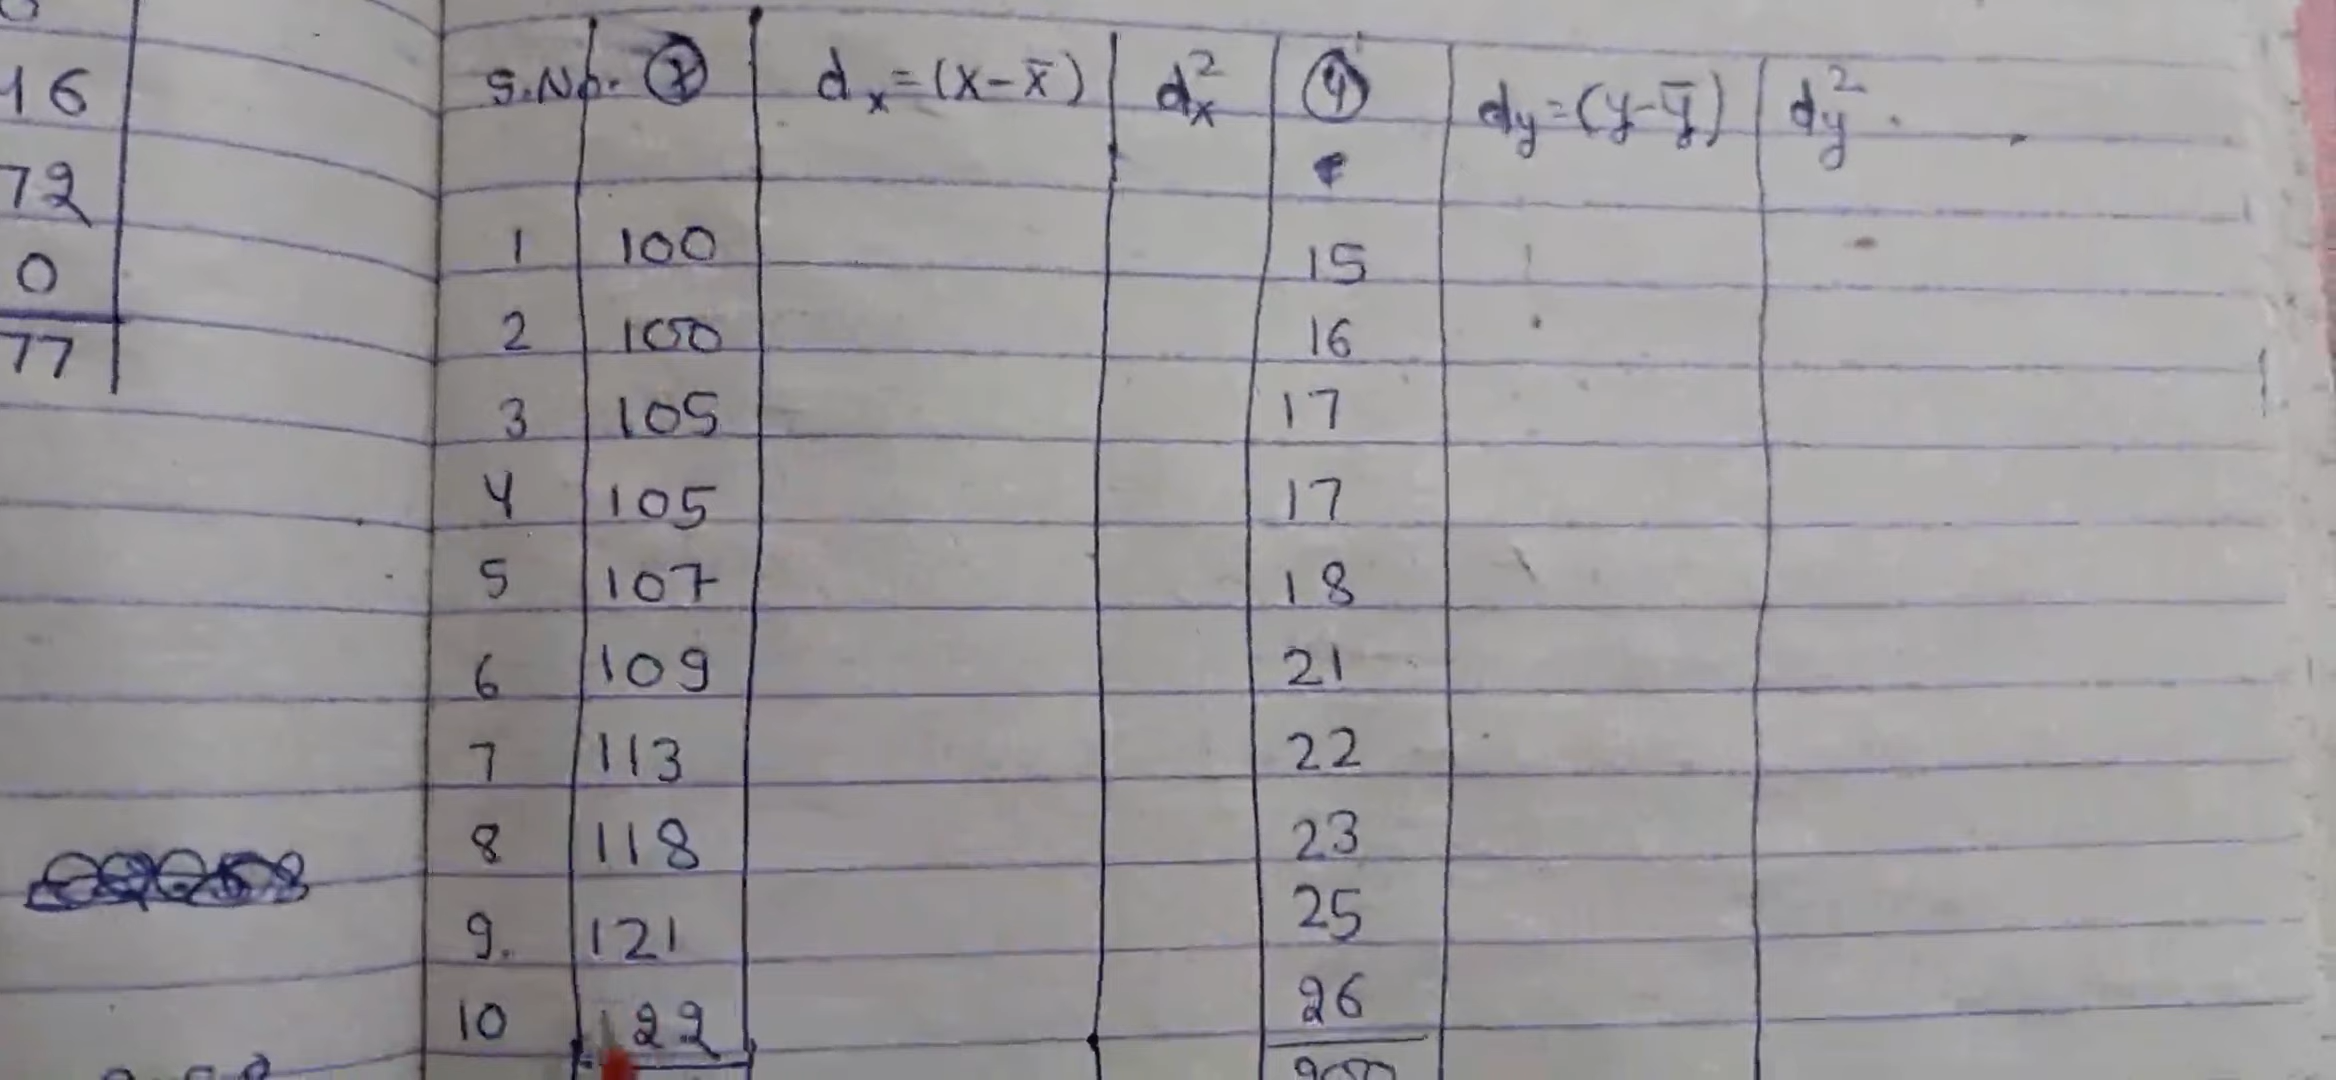 16
72
0
77
S.No. x dx=(x-x̄) dx² y dy=(y-ȳ) dy²
1 100 15
2 100 16
3 105 17
4 105 17
5 107 18
6 109 21
7 113 22
8 118 23
9. 121 25
10 122 26
200